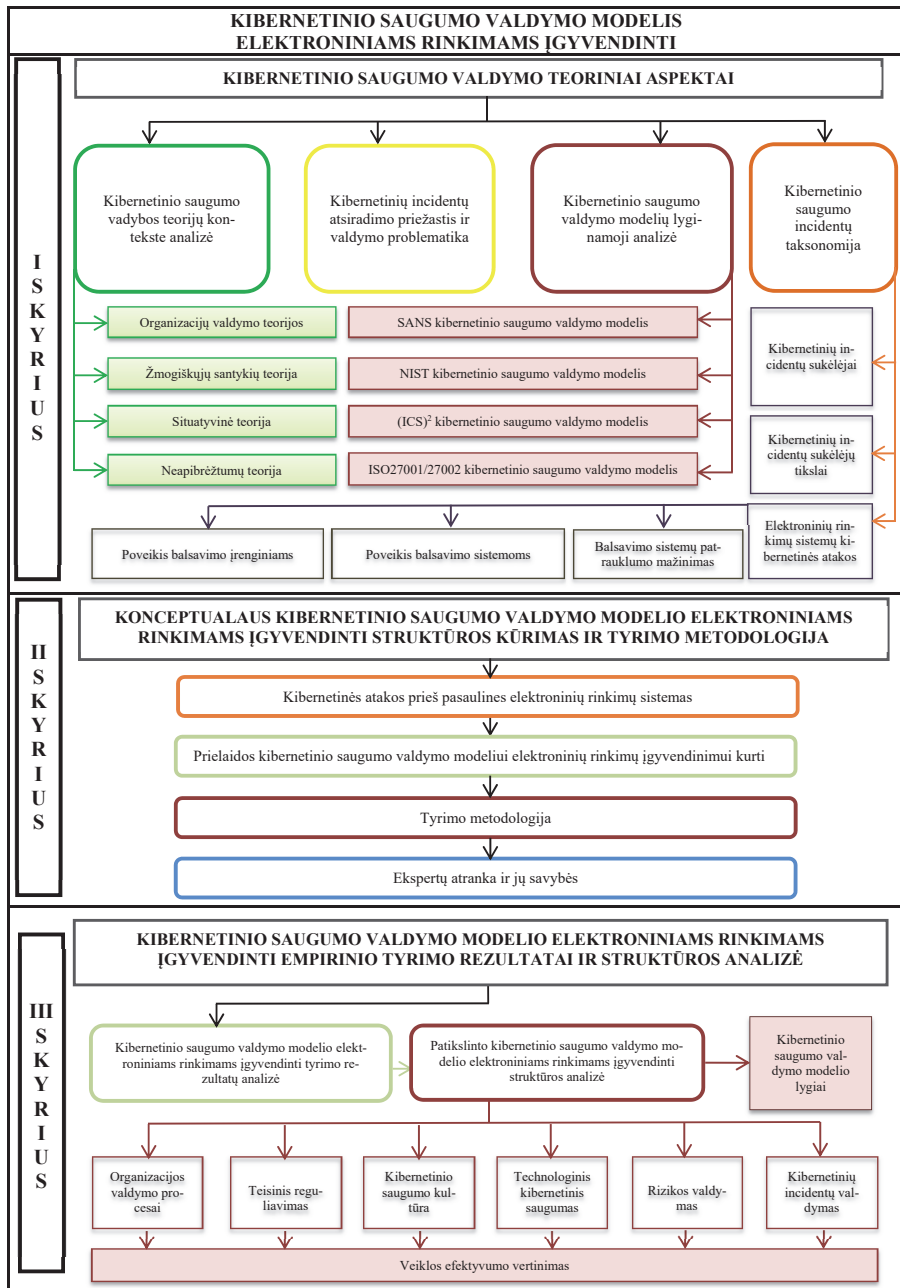 KIBERNETINIO SAUGUMO VALDYMO MODELIS
ELEKTRONINIAMS RINKIMAMS ĮGYVENDINTI
I
S
K
Y
R
I
U
S
KIBERNETINIO SAUGUMO VALDYMO TEORINIAI ASPEKTAI
Kibernetinio saugumo
vadybos teorijų kon-
tekste analizė
Kibernetinių incidentų
atsiradimo priežastis ir
valdymo problematika
Kibernetinio saugumo
valdymo modelių lygi-
namoji analizė
Kibernetinio
saugumo
incidentų
taksonomija
Organizacijų valdymo teorijos
Žmogiškųjų santykių teorija
Situatyvinė teorija
Neapibrėžtumų teorija
SANS kibernetinio saugumo valdymo modelis
NIST kibernetinio saugumo valdymo modelis
(ICS)² kibernetinio saugumo valdymo modelis
ISO27001/27002 kibernetinio saugumo valdymo modelis
Kibernetinių in-
cidentų sukėlėjai
Kibernetinių in-
cidentų sukėlėjų
tikslai
Elektroninių rin-
kimų sistemų ki-
bernetinės atakos
Poveikis balsavimo įrenginiams
Poveikis balsavimo sistemoms
Balsavimo sistemų pat-
rauklumo mažinimas
II
S
K
Y
R
I
U
S
KONCEPTUALAUS KIBERNETINIO SAUGUMO VALDYMO MODELIO ELEKTRONINIAMS
RINKIMAMS ĮGYVENDINTI STRUKTŪROS KŪRIMAS IR TYRIMO METODOLOGIJA
Kibernetinės atakos prieš pasaulines elektroninių rinkimų sistemas
Prielaidos kibernetinio saugumo valdymo modeliui elektroninių rinkimų įgyvendinimui kurti
Tyrimo metodologija
Ekspertų atranka ir jų savybės
III
S
K
Y
R
I
U
S
KIBERNETINIO SAUGUMO VALDYMO MODELIO ELEKTRONINIAMS RINKIMAMS
ĮGYVENDINTI EMPIRINIO TYRIMO REZULTATAI IR STRUKTŪROS ANALIZĖ
Kibernetinio saugumo valdymo modelio elekt-
roniniams rinkimams įgyvendinti tyrimo re-
zultatų analizė
Patikslinto kibernetinio saugumo valdymo mo-
delio elektroniniams rinkimams įgyvendinti
struktūros analizė
Kibernetinio
saugumo val-
dymo modelio
lygiai
Organizacijos
valdymo pro-
cesai
Teisinis regu-
liavimas
Kibernetinio
saugumo kul-
tūra
Technologinis
kibernetinis
saugumas
Rizikos valdy-
mas
Kibernetinių
incidentų val-
dymas
Veiklos efektyvumo vertinimas